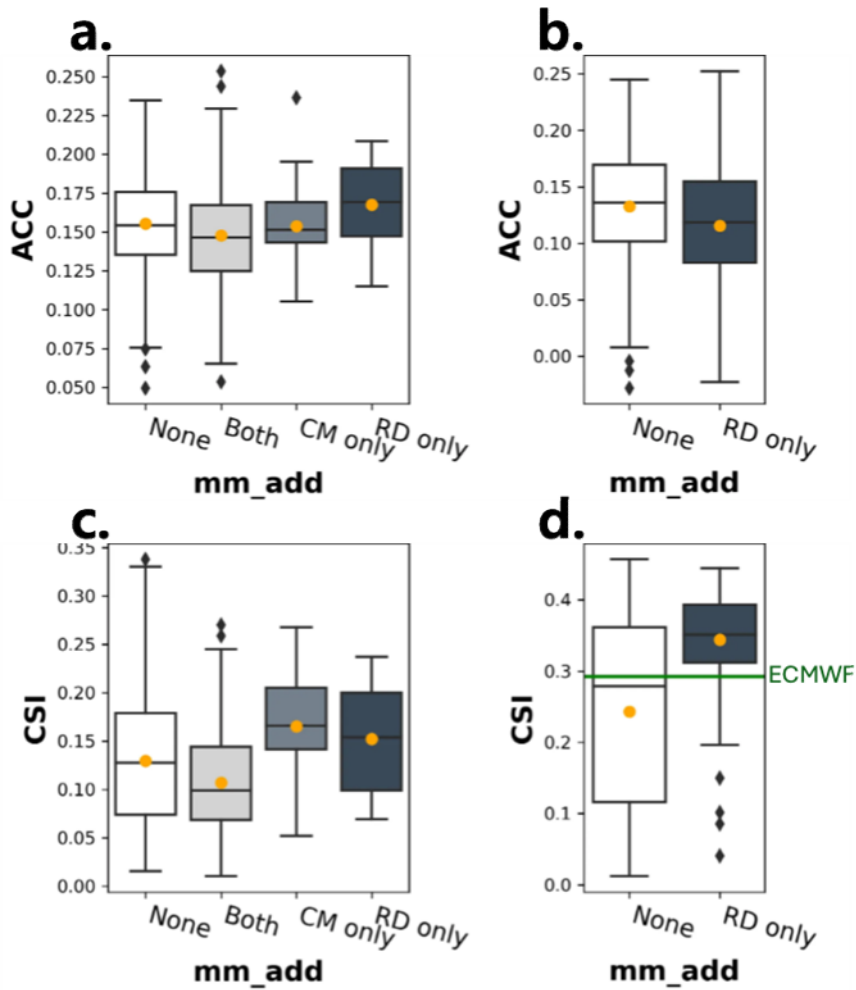 a.
0.250
0.225
0.200
0.175
0.150
0.125
0.100
0.075
0.050
ACC
None Both CM only RD only
mm_add
b.
0.25
0.20
0.15
0.10
0.05
0.00
ACC
None RD only
mm_add
c.
0.35
0.30
0.25
0.20
0.15
0.10
0.05
0.00
CSI
None Both CM only RD only
mm_add
d.
0.4
0.3
0.2
0.1
0.0
CSI
ECMWF
None RD only
mm_add